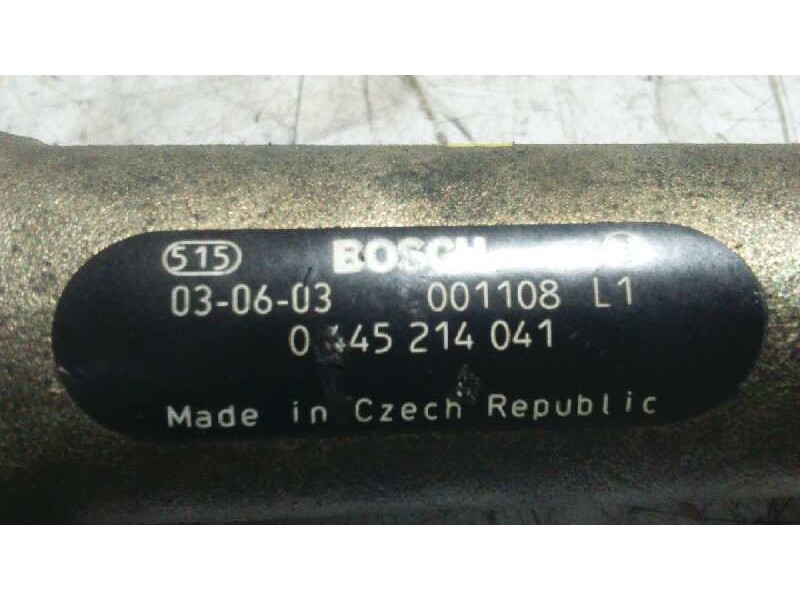 515 BOSCH
03-06-03 001108 L1
0 445 214 041
Made in Czech Republic